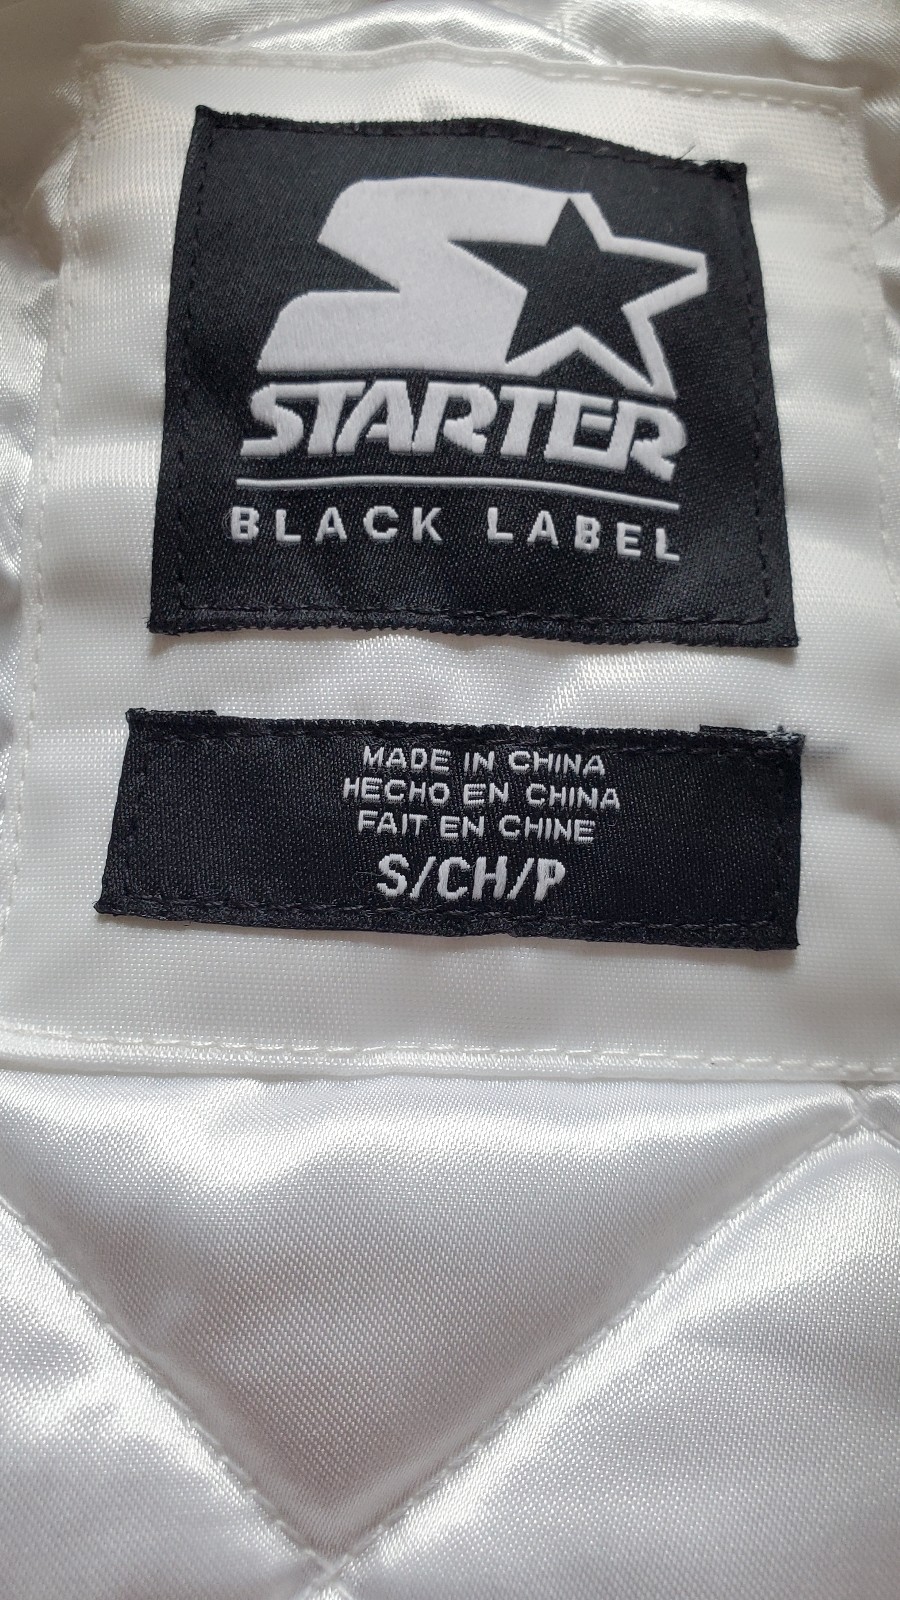 STARTER
BLACK LABEL
MADE IN CHINA
HECHO EN CHINA
FAIT EN CHINE
S/CH/P